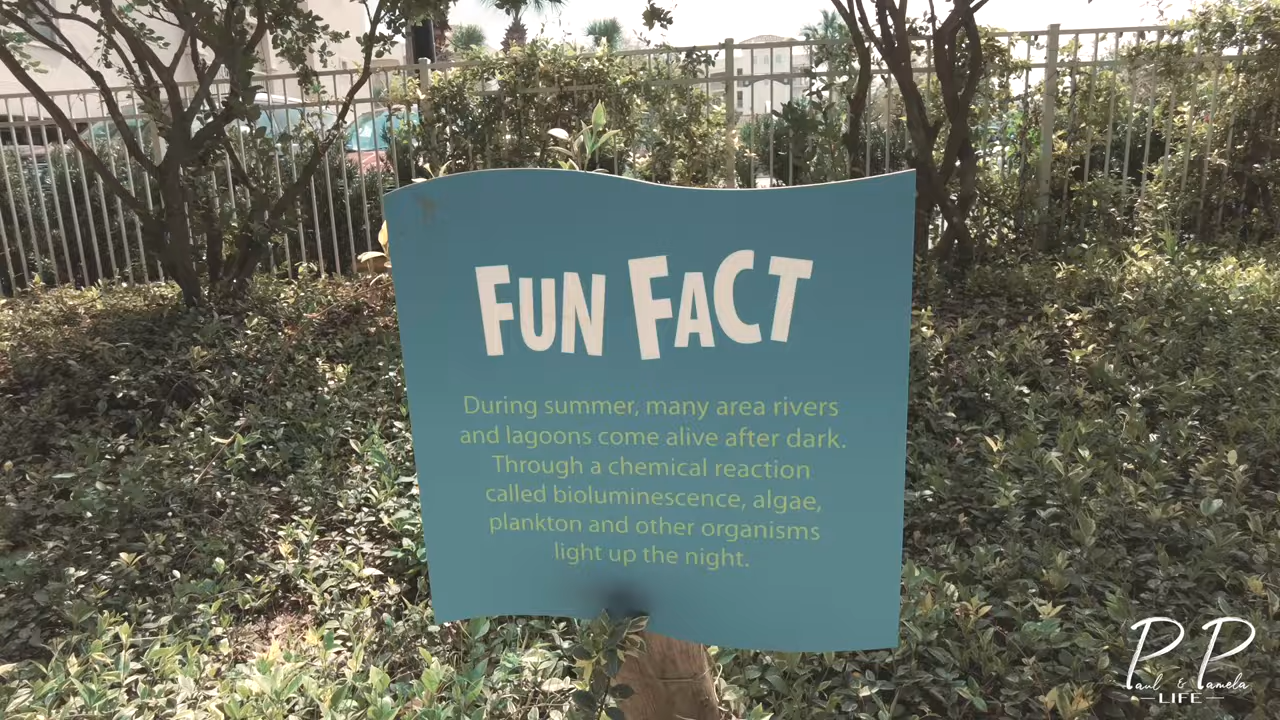 FUN FACT
During summer, many area rivers
and lagoons come alive after dark.
Through a chemical reaction
called bioluminescence, algae,
plankton and other organisms
light up the night.
P P
Paul & Pamela
LIFE